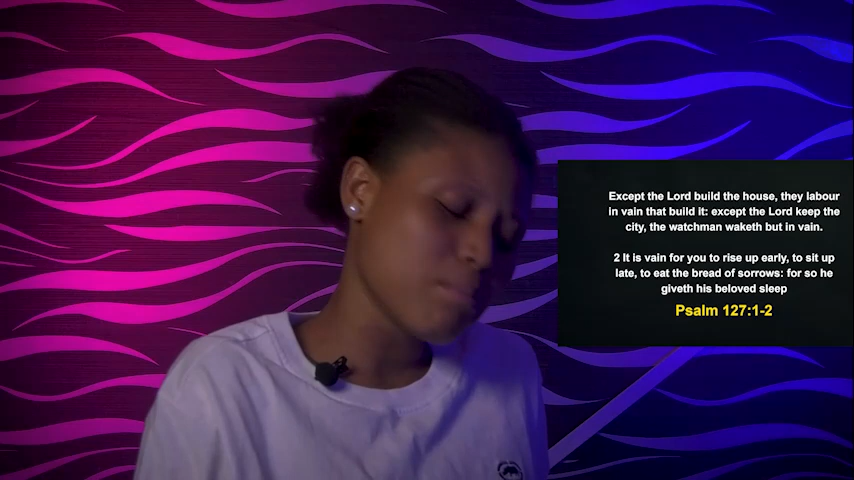 Except the Lord build the house, they labour
in vain that build it: except the Lord keep the
city, the watchman waketh but in vain.
2 It is vain for you to rise up early, to sit up
late, to eat the bread of sorrows: for so he
giveth his beloved sleep
Psalm 127:1-2